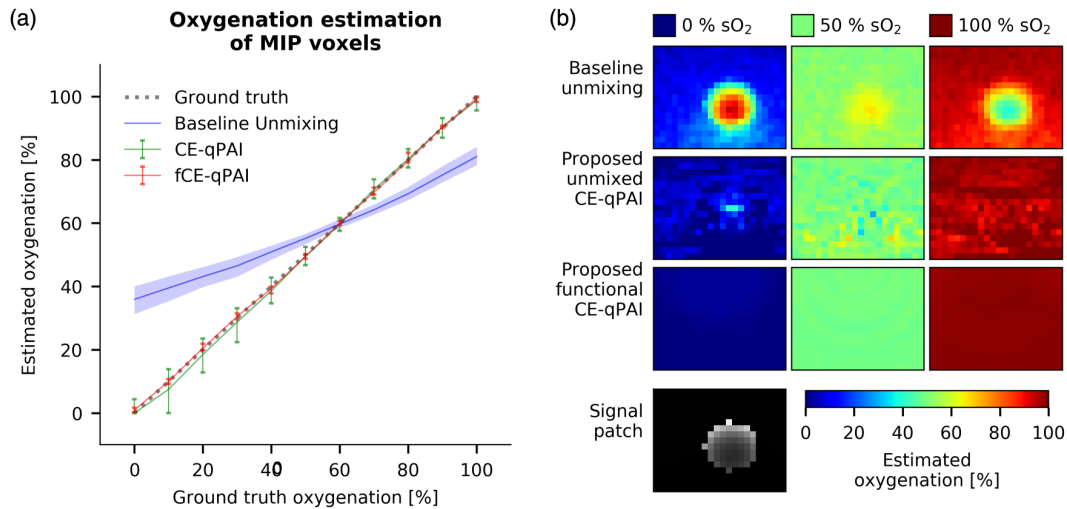 (a)
Oxygenation estimation
of MIP voxels
Estimated oxygenation [%]
100
80
60
40
20
0
Ground truth
Baseline Unmixing
CE-qPAI
fCE-qPAI
0 20 40 0 60 80 100
Ground truth oxygenation [%]
(b)
0 % sO₂ 50 % sO₂ 100 % sO₂
Baseline
unmixing
Proposed
unmixed
CE-qPAI
Proposed
functional
CE-qPAI
Signal
patch
0 20 40 60 80 100
Estimated
oxygenation [%]